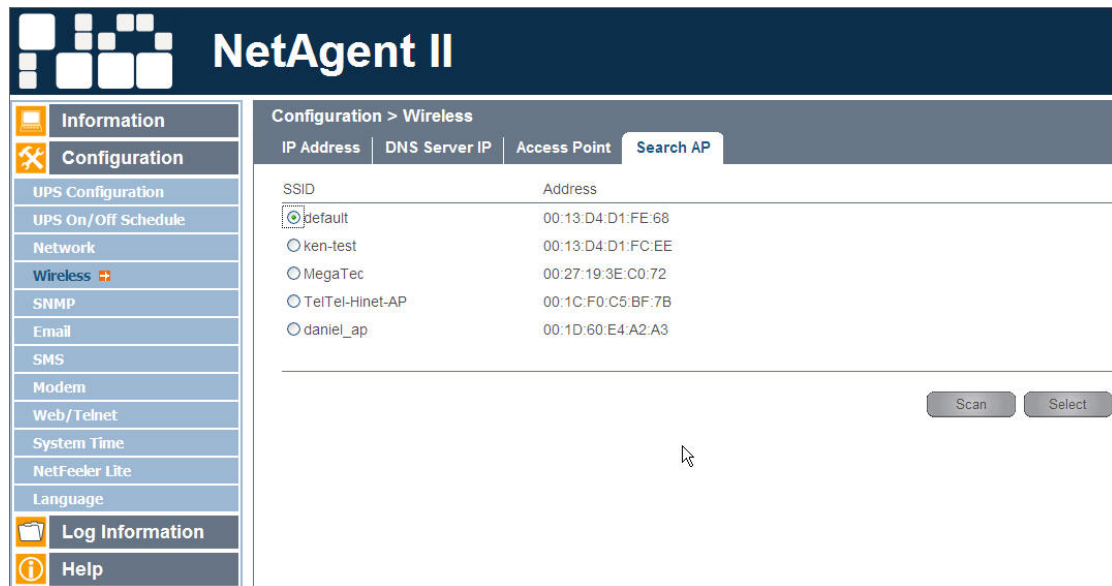 NetAgent II
Information
Configuration
UPS Configuration
UPS On/Off Schedule
Network
Wireless
SNMP
Email
SMS
Modem
Web/Telnet
System Time
NetFeeler Lite
Language
Log Information
Help
Configuration > Wireless
IP Address DNS Server IP Access Point Search AP
SSID Address
default 00:13:D4:D1:FE:68
ken-test 00:13:D4:D1:FC:EE
MegaTec 00:27:19:3E:C0:72
TelTel-Hinet-AP 00:1C:F0:C5:BF:7B
daniel_ap 00:1D:60:E4:A2:A3
Scan Select